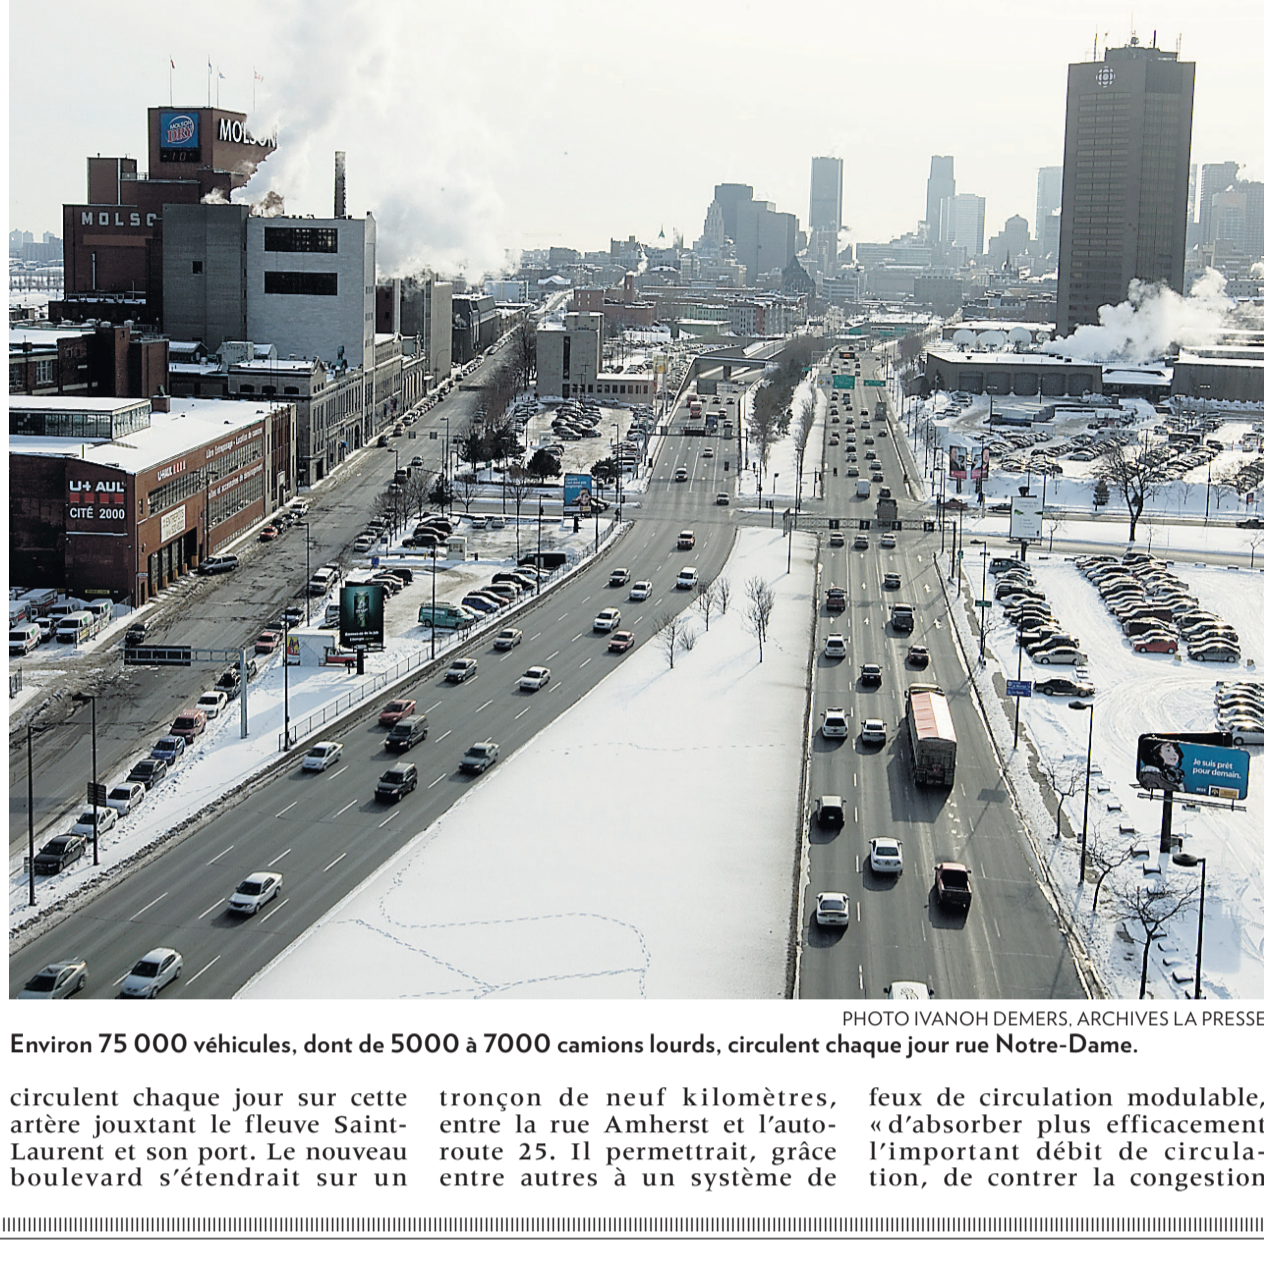 MOLSON
DRY
MOLSON
MOLSO
U-HAUL
U+AUL
CITÉ 2000
Je suis prêt
pour demain.
PHOTO IVANOH DEMERS, ARCHIVES LA PRESSE
Environ 75 000 véhicules, dont de 5000 à 7000 camions lourds, circulent chaque jour rue Notre-Dame.
circulent chaque jour sur cette
artère jouxtant le fleuve Saint-
Laurent et son port. Le nouveau
boulevard s'étendrait sur un
tronçon de neuf kilomètres,
entre la rue Amherst et l'auto-
route 25. Il permettrait, grâce
entre autres à un système de
feux de circulation modulable,
« d'absorber plus efficacement
l'important débit de circula-
tion, de contrer la congestion